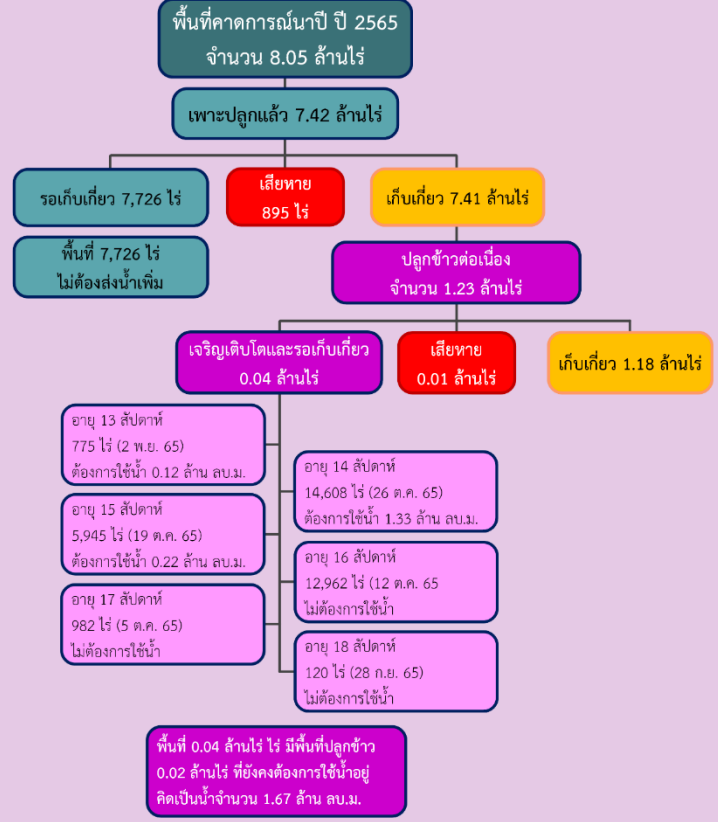 พื้นที่คาดการณ์นาปี ปี 2565
จำนวน 8.05 ล้านไร่
เพาะปลูกแล้ว 7.42 ล้านไร่
รอเก็บเกี่ยว 7,726 ไร่
เสียหาย
895 ไร่
เก็บเกี่ยว 7.41 ล้านไร่
พื้นที่ 7,726 ไร่
ไม่ต้องส่งน้ำเพิ่ม
ปลูกข้าวต่อเนื่อง
จำนวน 1.23 ล้านไร่
เจริญเติบโตและรอเก็บเกี่ยว
0.04 ล้านไร่
เสียหาย
0.01 ล้านไร่
เก็บเกี่ยว 1.18 ล้านไร่
อายุ 13 สัปดาห์
775 ไร่ (2 พ.ย. 65)
ต้องการใช้น้ำ 0.12 ล้าน ลบ.ม.
อายุ 14 สัปดาห์
14,608 ไร่ (26 ต.ค. 65)
ต้องการใช้น้ำ 1.33 ล้าน ลบ.ม.
อายุ 15 สัปดาห์
5,945 ไร่ (19 ต.ค. 65)
ต้องการใช้น้ำ 0.22 ล้าน ลบ.ม.
อายุ 16 สัปดาห์
12,962 ไร่ (12 ต.ค. 65
ไม่ต้องการใช้น้ำ
อายุ 17 สัปดาห์
982 ไร่ (5 ต.ค. 65)
ไม่ต้องการใช้น้ำ
อายุ 18 สัปดาห์
120 ไร่ (28 ก.ย. 65)
ไม่ต้องการใช้น้ำ
พื้นที่ 0.04 ล้านไร่ ไร่ มีพื้นที่ปลูกข้าว
0.02 ล้านไร่ ที่ยังคงต้องการใช้น้ำอยู่
คิดเป็นน้ำจำนวน 1.67 ล้าน ลบ.ม.